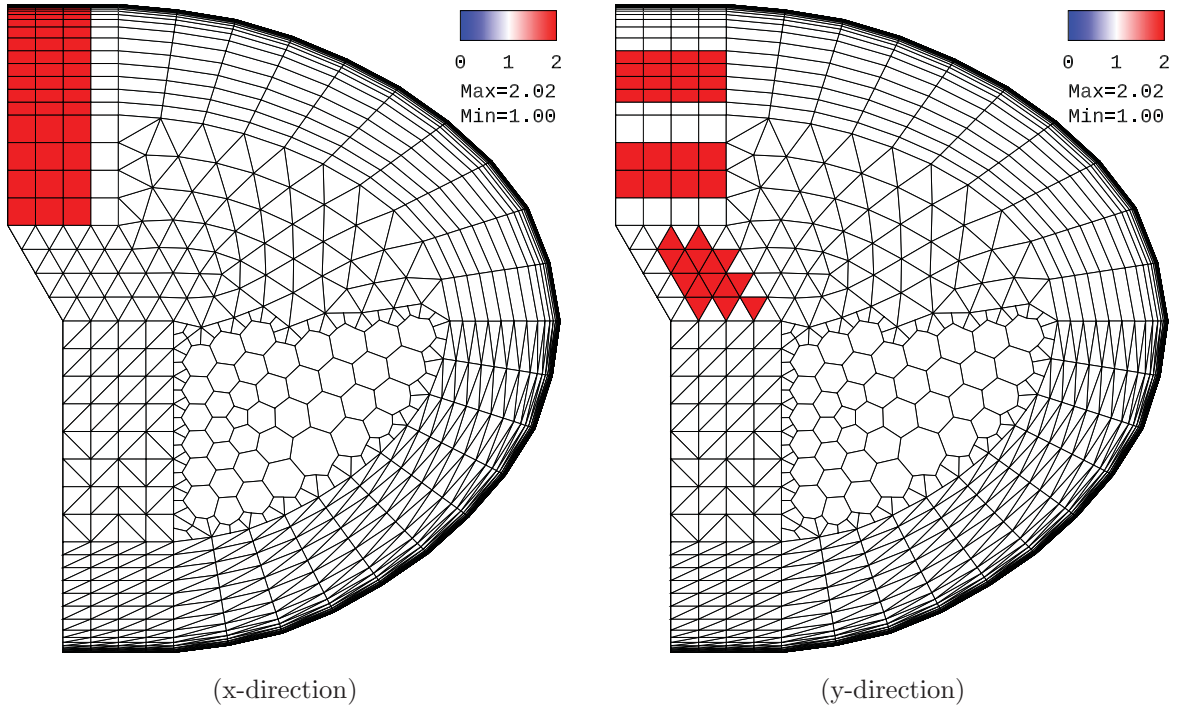 0 1 2
Max=2.02
Min=1.00
0 1 2
Max=2.02
Min=1.00
(x-direction)
(y-direction)